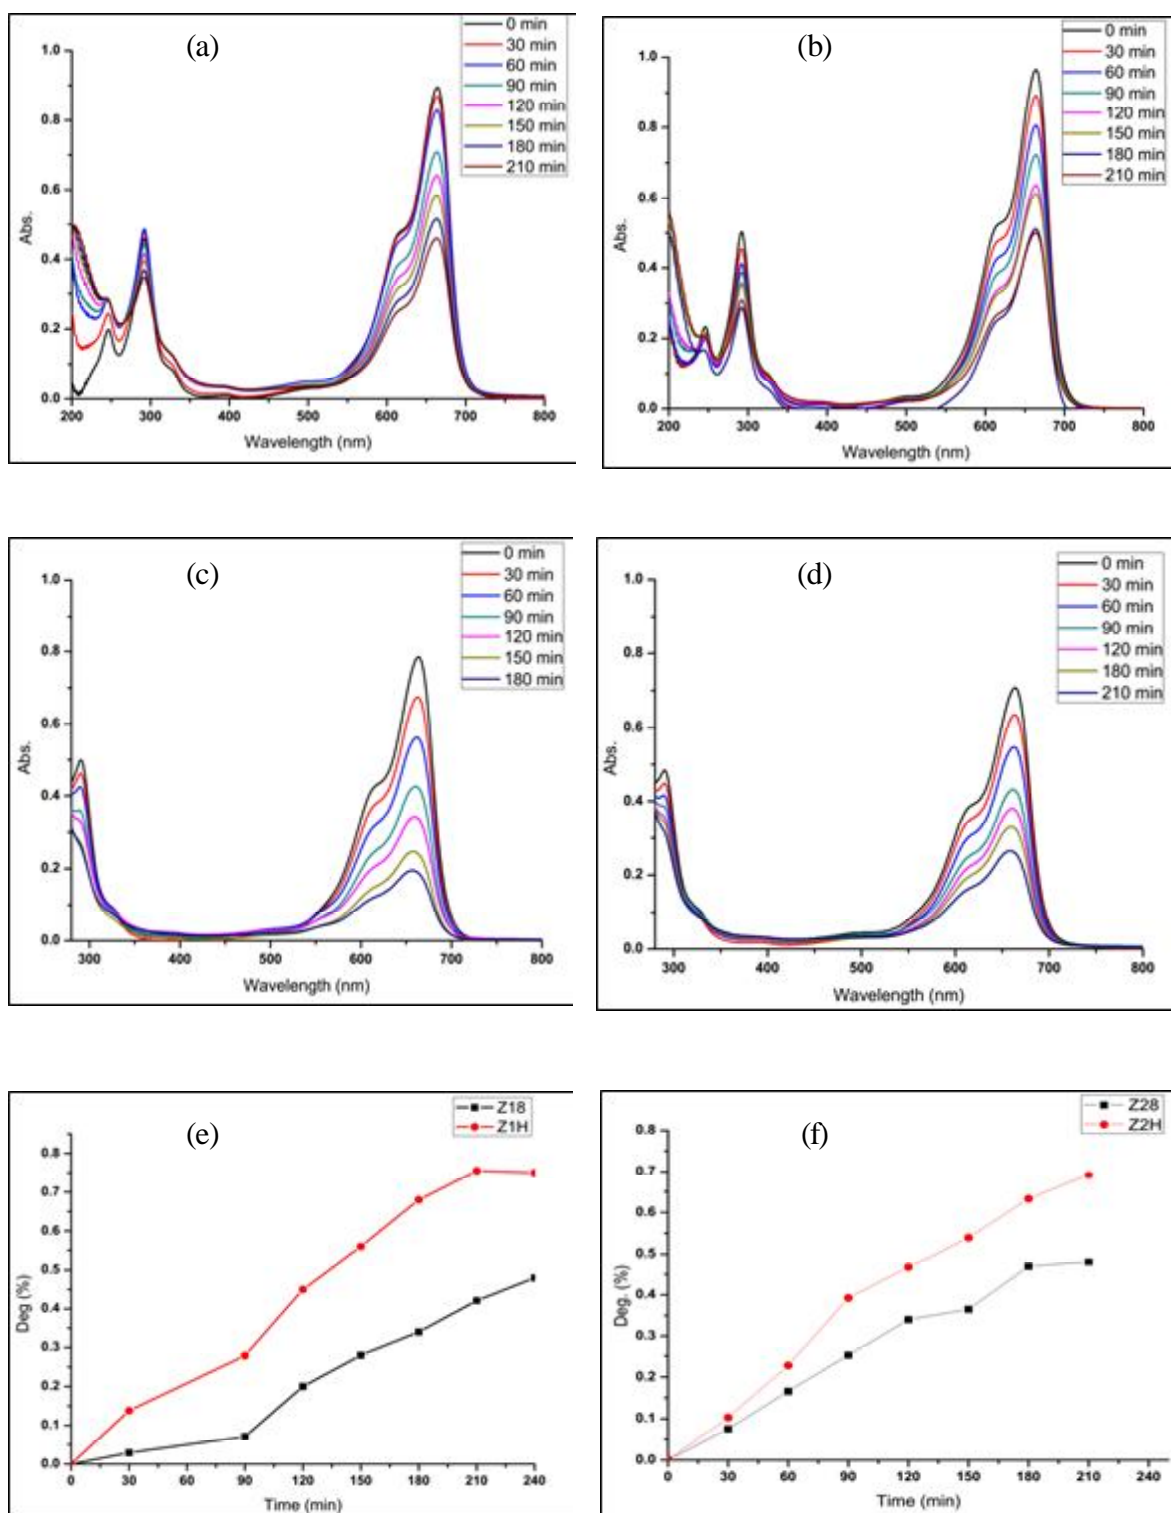 (a)
0 min
30 min
60 min
90 min
120 min
150 min
180 min
210 min
1.0
0.8
0.6
0.4
0.2
0.0
Abs.
200 300 400 500 600 700 800
Wavelength (nm)
(b)
0 min
30 min
60 min
90 min
120 min
150 min
180 min
210 min
1.0
0.8
0.6
0.4
0.2
0.0
Abs.
200 300 400 500 600 700 800
Wavelength (nm)
(c)
0 min
30 min
60 min
90 min
120 min
150 min
180 min
1.0
0.8
0.6
0.4
0.2
0.0
Abs.
300 400 500 600 700 800
Wavelength (nm)
(d)
0 min
30 min
60 min
90 min
120 min
180 min
210 min
1.0
0.8
0.6
0.4
0.2
0.0
Abs.
300 400 500 600 700 800
Wavelength (nm)
(e)
Z18
Z1H
0.8
0.7
0.6
0.5
0.4
0.3
0.2
0.1
0.0
Deg (%)
0 30 60 90 120 150 180 210 240
Time (min)
(f)
Z28
Z2H
0.8
0.7
0.6
0.5
0.4
0.3
0.2
0.1
0.0
Deg. (%)
0 30 60 90 120 150 180 210 240
Time (min)